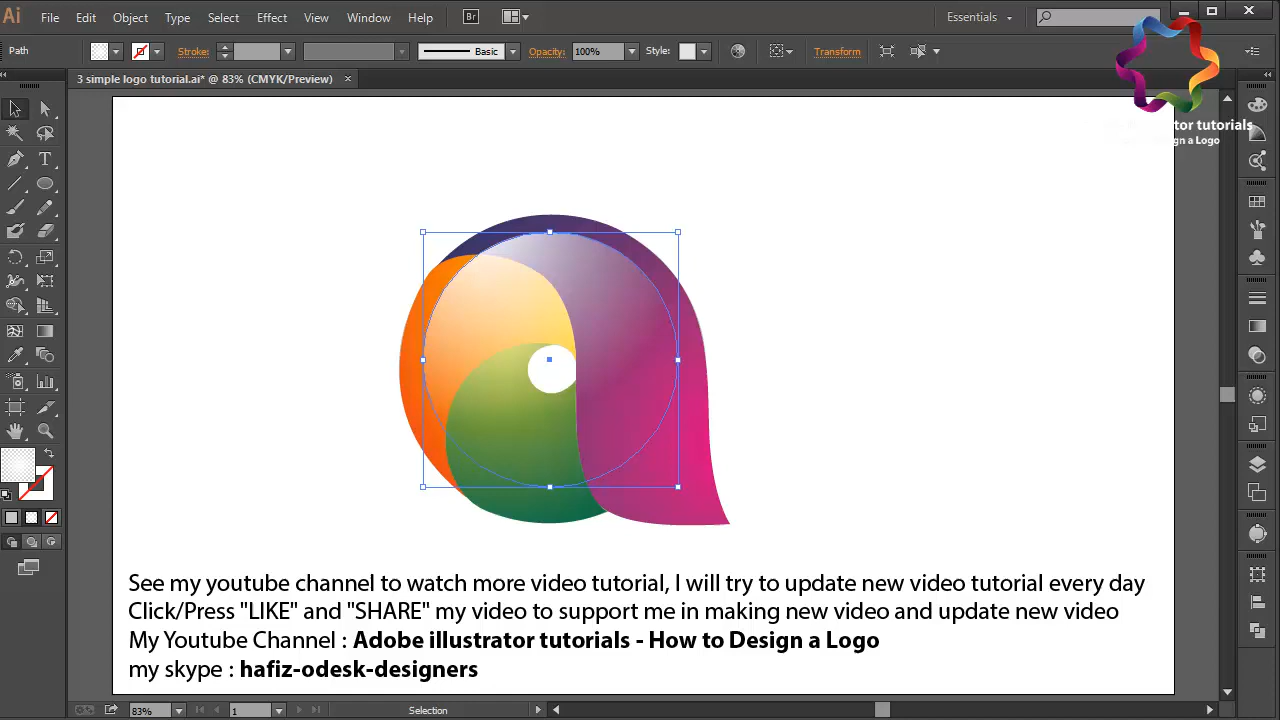 Ai File Edit Object Type Select Effect View Window Help Br Essentials
Path Stroke: Basic Opacity: 100% Style: Transform
3 simple logo tutorial.ai* @ 83% (CMYK/Preview) ×
tor tutorials
gn a Logo
T
See my youtube channel to watch more video tutorial, I will try to update new video tutorial every day
Click/Press "LIKE" and "SHARE" my video to support me in making new video and update new video
My Youtube Channel : Adobe illustrator tutorials - How to Design a Logo
my skype : hafiz-odesk-designers
83% 1 Selection